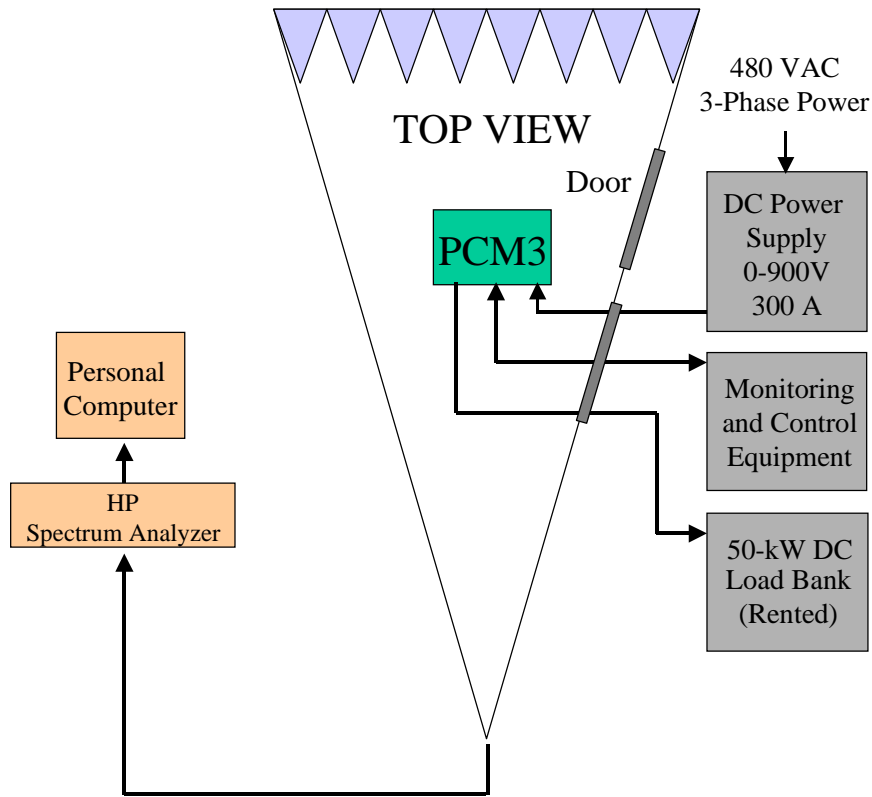 480 VAC
3-Phase Power
TOP VIEW
Door
DC Power
Supply
0-900V
300 A
PCM3
Personal
Computer
Monitoring
and Control
Equipment
HP
Spectrum Analyzer
50-kW DC
Load Bank
(Rented)